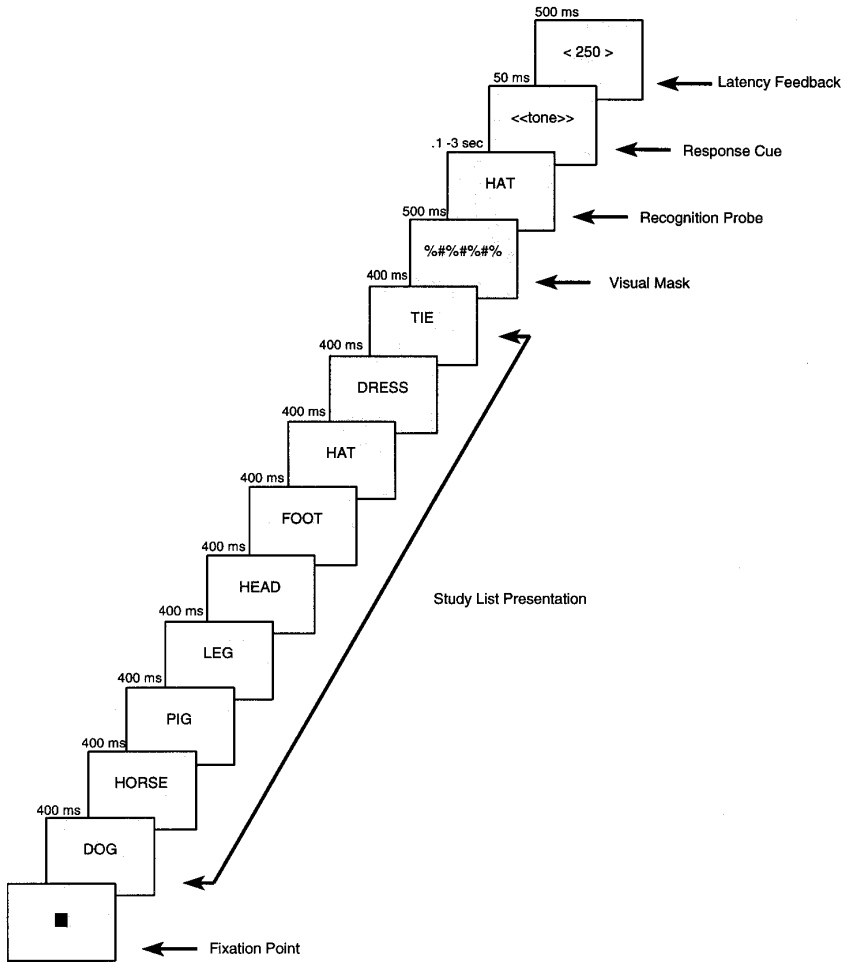 500 ms
< 250 >
Latency Feedback
50 ms
<<tone>>
Response Cue
.1 -3 sec
HAT
Recognition Probe
500 ms
%#%#%#%
Visual Mask
400 ms
TIE
400 ms
DRESS
400 ms
HAT
400 ms
FOOT
400 ms
HEAD
Study List Presentation
400 ms
LEG
400 ms
PIG
400 ms
HORSE
400 ms
DOG
Fixation Point